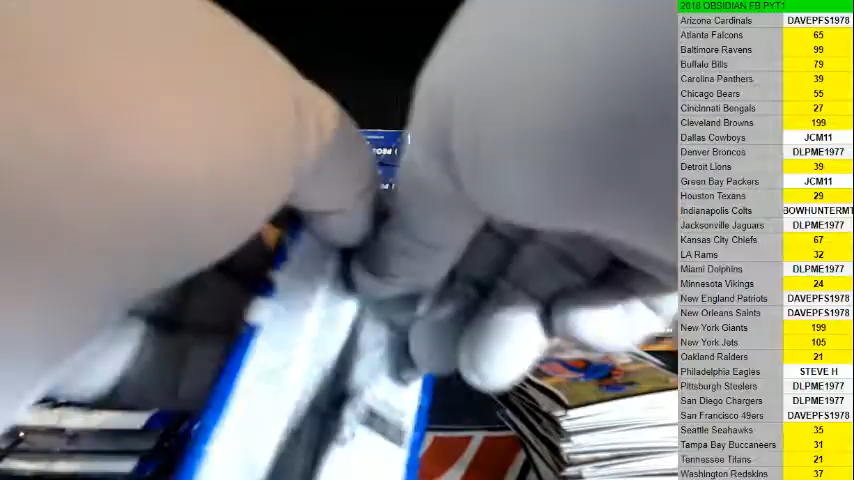 2018 OBSIDIAN FB PYT1
Arizona Cardinals DAVEPFS1978
Atlanta Falcons 65
Baltimore Ravens 99
Buffalo Bills 79
Carolina Panthers 39
Chicago Bears 55
Cincinnati Bengals 27
Cleveland Browns 199
Dallas Cowboys JCM11
Denver Broncos DLPME1977
Detroit Lions 39
Green Bay Packers JCM11
Houston Texans 29
Indianapolis Colts BOWHUNTERMT
Jacksonville Jaguars DLPME1977
Kansas City Chiefs 67
LA Rams 32
Miami Dolphins DLPME1977
Minnesota Vikings 24
New England Patriots DAVEPFS1978
New Orleans Saints DAVEPFS1978
New York Giants 199
New York Jets 105
Oakland Raiders 21
Philadelphia Eagles STEVE H
Pittsburgh Steelers DLPME1977
San Diego Chargers DLPME1977
San Francisco 49ers DAVEPFS1978
Seattle Seahawks 35
Tampa Bay Buccaneers 31
Tennessee Titans 21
Washington Redskins 37